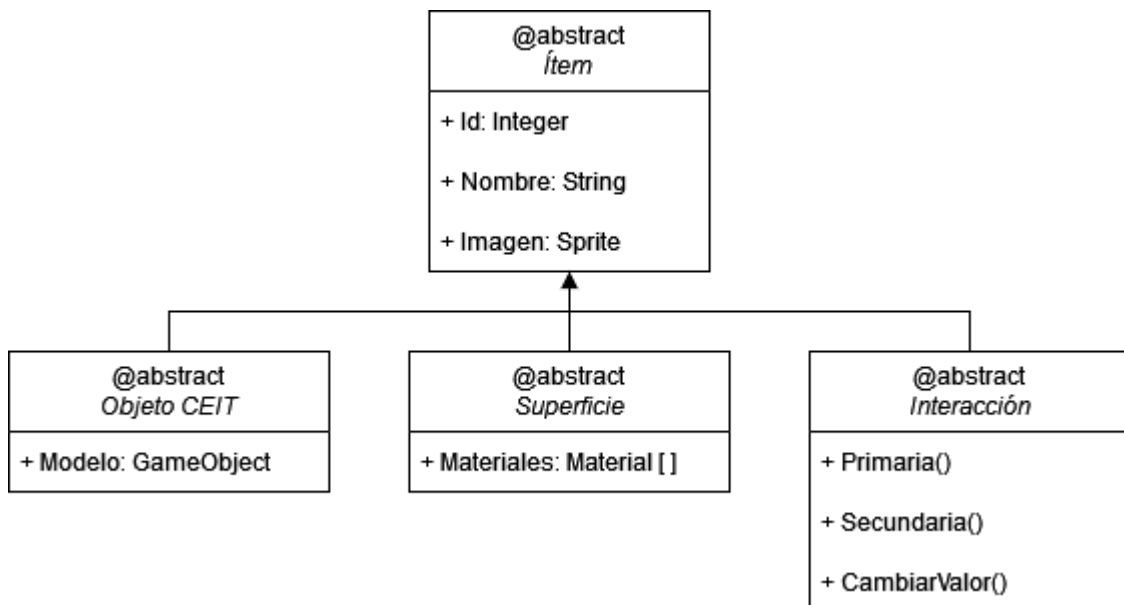 @abstract
Ítem
+ Id: Integer
+ Nombre: String
+ Imagen: Sprite
@abstract
Objeto CEIT
+ Modelo: GameObject
@abstract
Superficie
+ Materiales: Material [ ]
@abstract
Interacción
+ Primaria()
+ Secundaria()
+ CambiarValor()